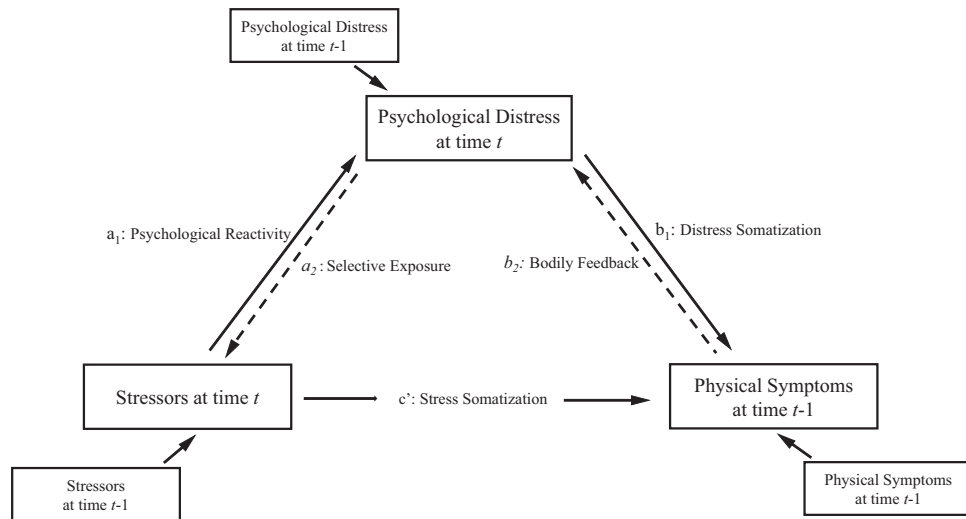 Psychological Distress
at time t-1
Psychological Distress
at time t
a1: Psychological Reactivity
a2: Selective Exposure
b1: Distress Somatization
b2: Bodily Feedback
Stressors at time t
c’: Stress Somatization
Physical Symptoms
at time t-1
Stressors
at time t-1
Physical Symptoms
at time t-1